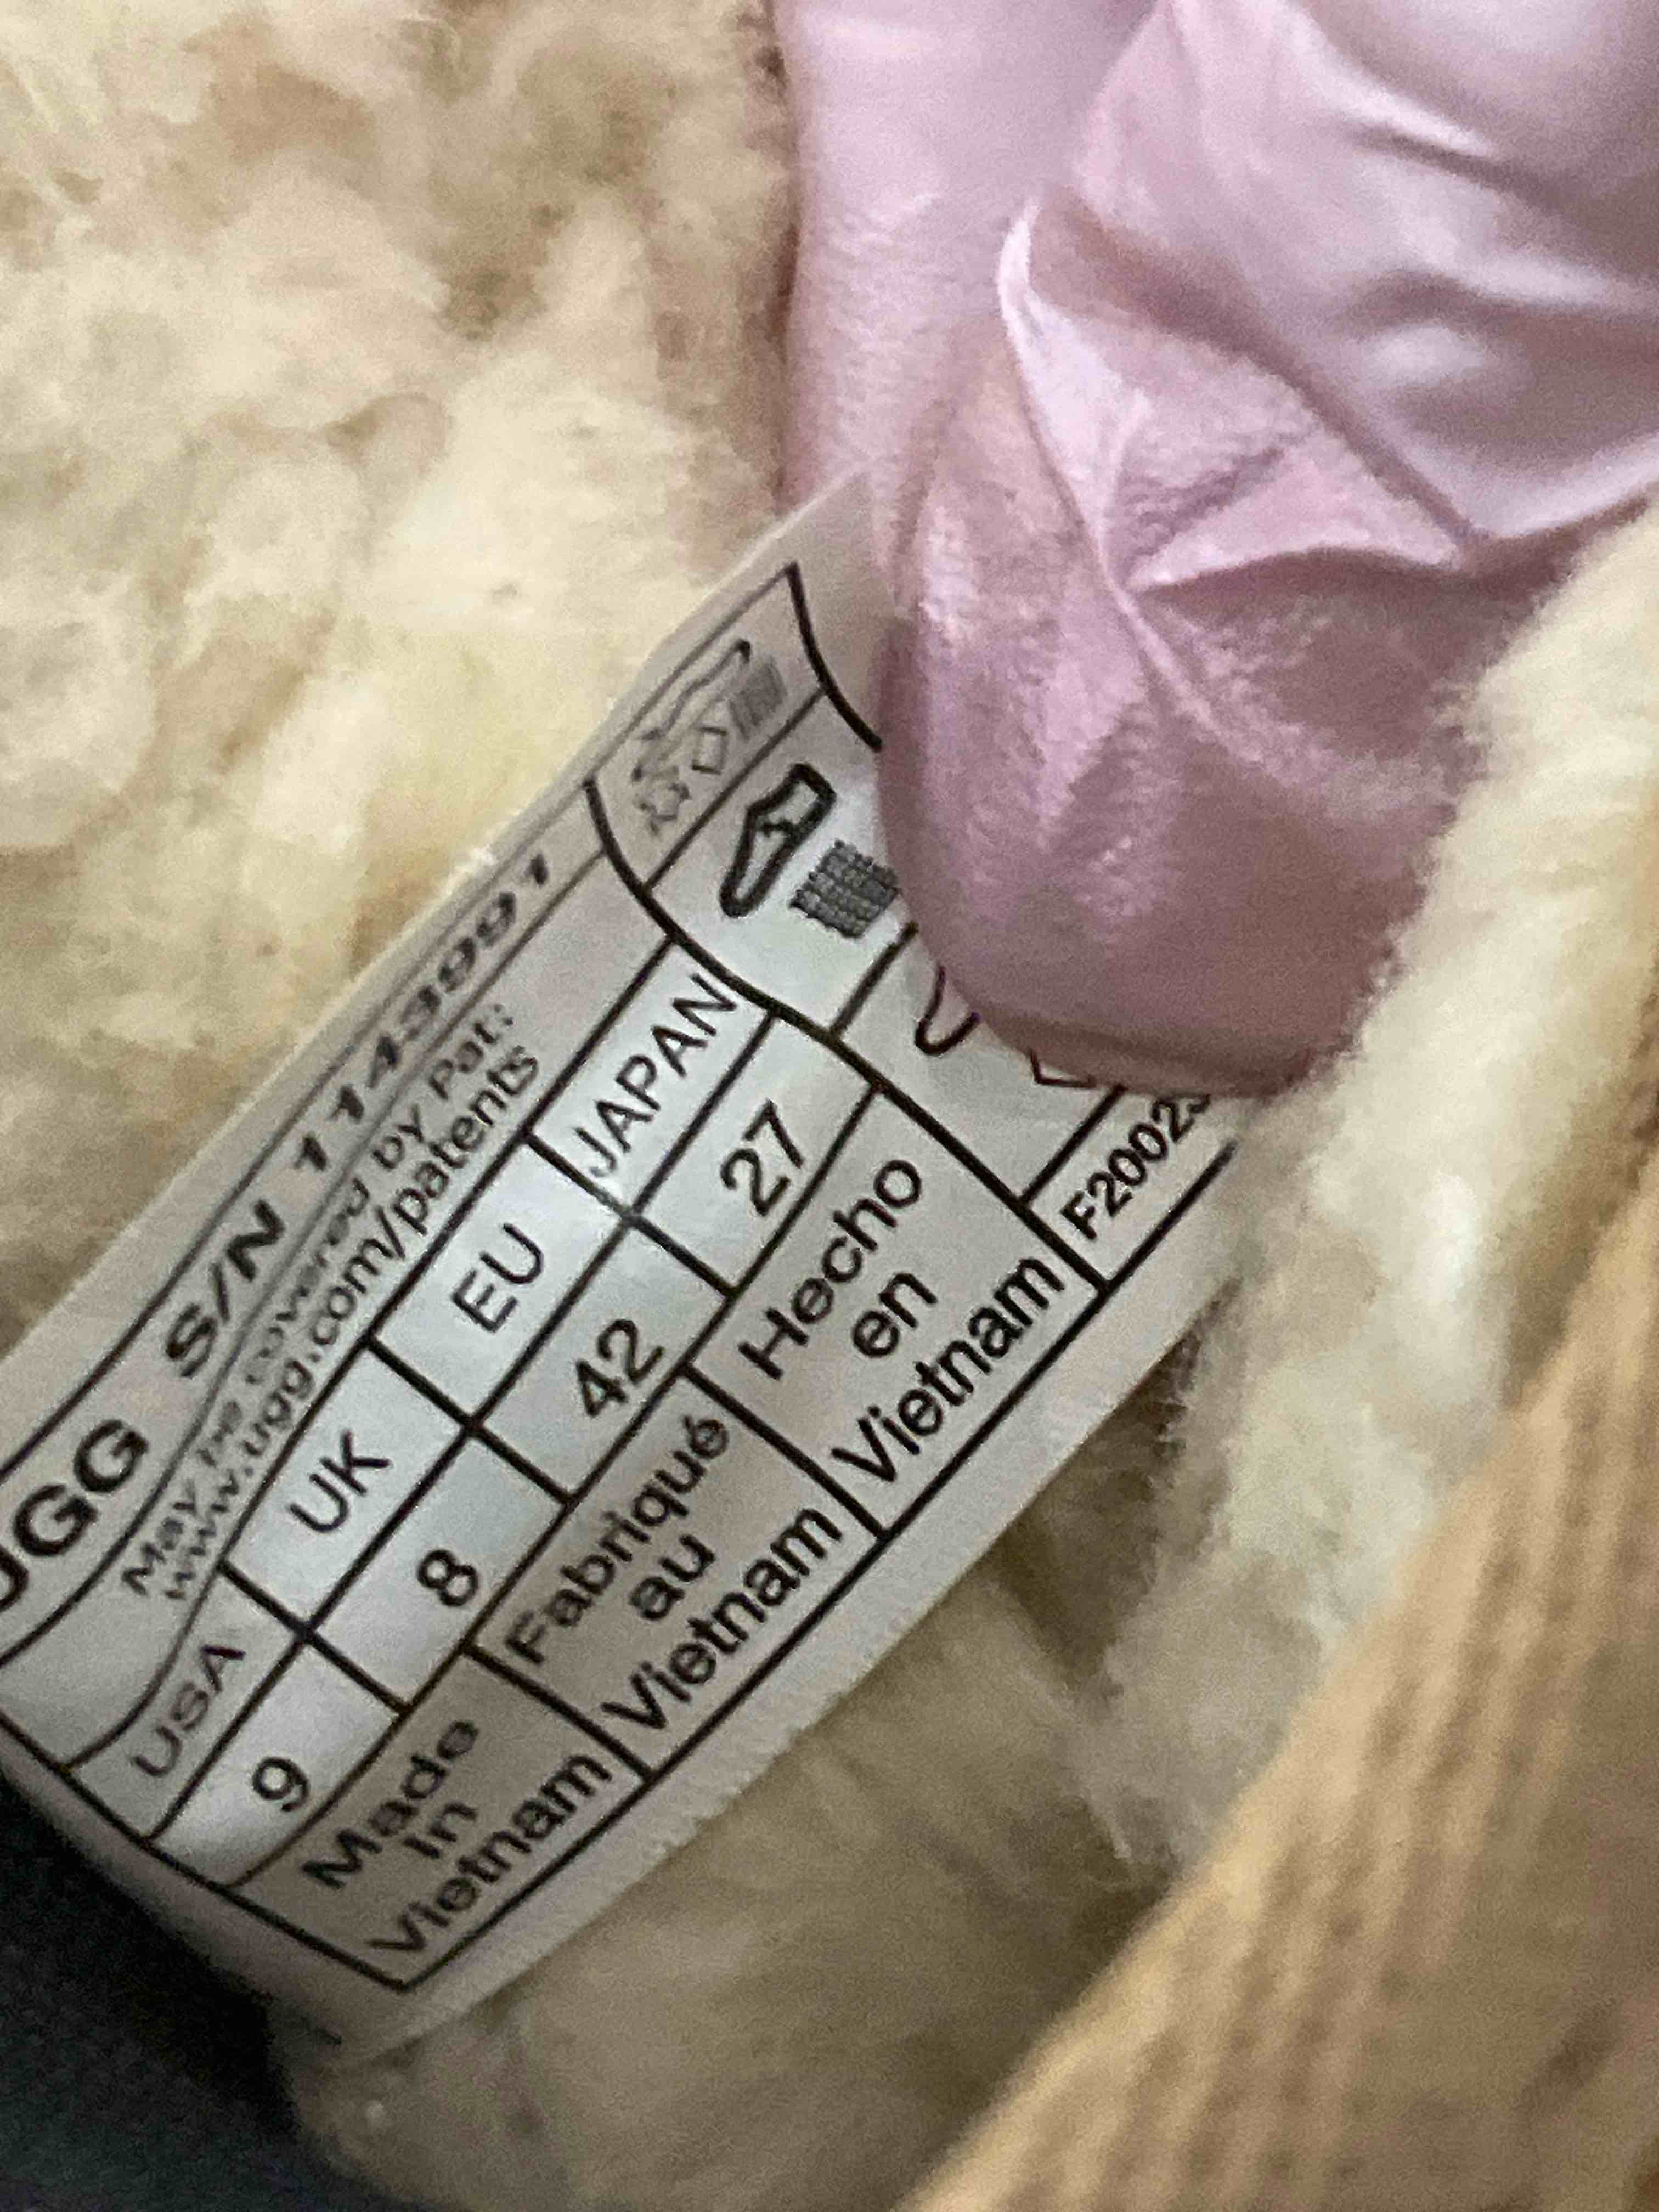 UGG S/N 1143991
May be covered by Pat.:
www.ugg.com/patents
USA UK EU JAPAN
9 8 42 27
Made
in
Vietnam
Fabriqué
au
Vietnam
Hecho
en
Vietnam